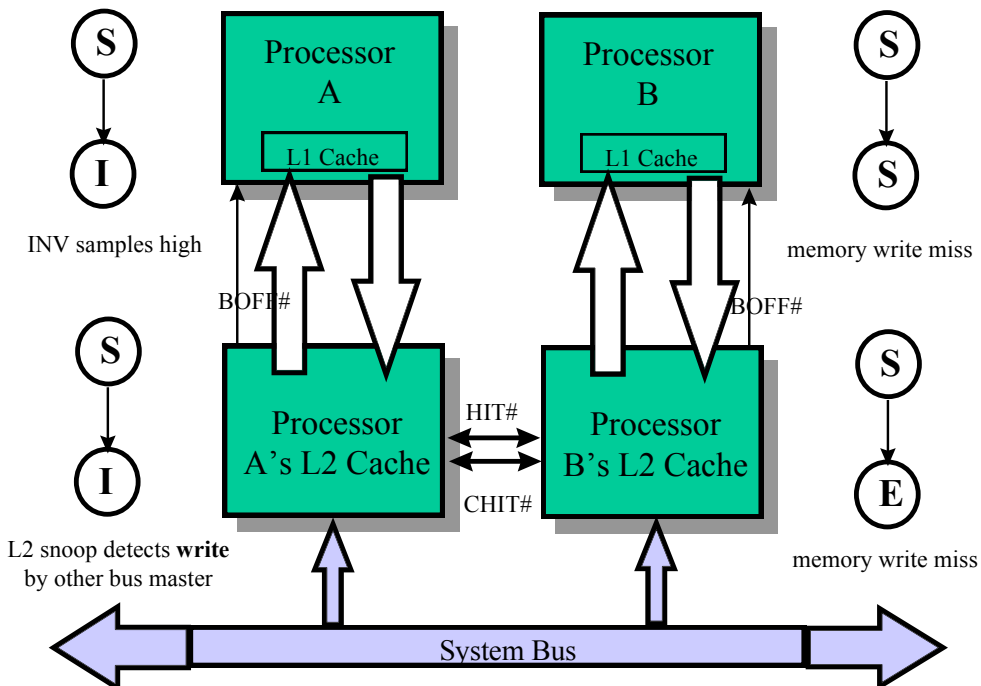 S
Processor
A
L1 Cache
I
INV samples high
BOFF#
Processor
B
L1 Cache
S
S
memory write miss
BOFF#
S
I
L2 snoop detects write
by other bus master
Processor
A's L2 Cache
HIT#
CHIT#
Processor
B's L2 Cache
S
E
memory write miss
System Bus